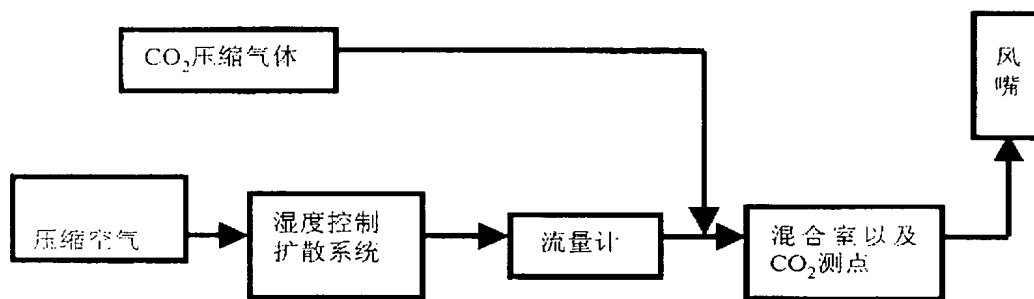 CO₂压缩气体
风
嘴
压缩空气
湿度控制
扩散系统
流量计
混合室以及
CO₂测点